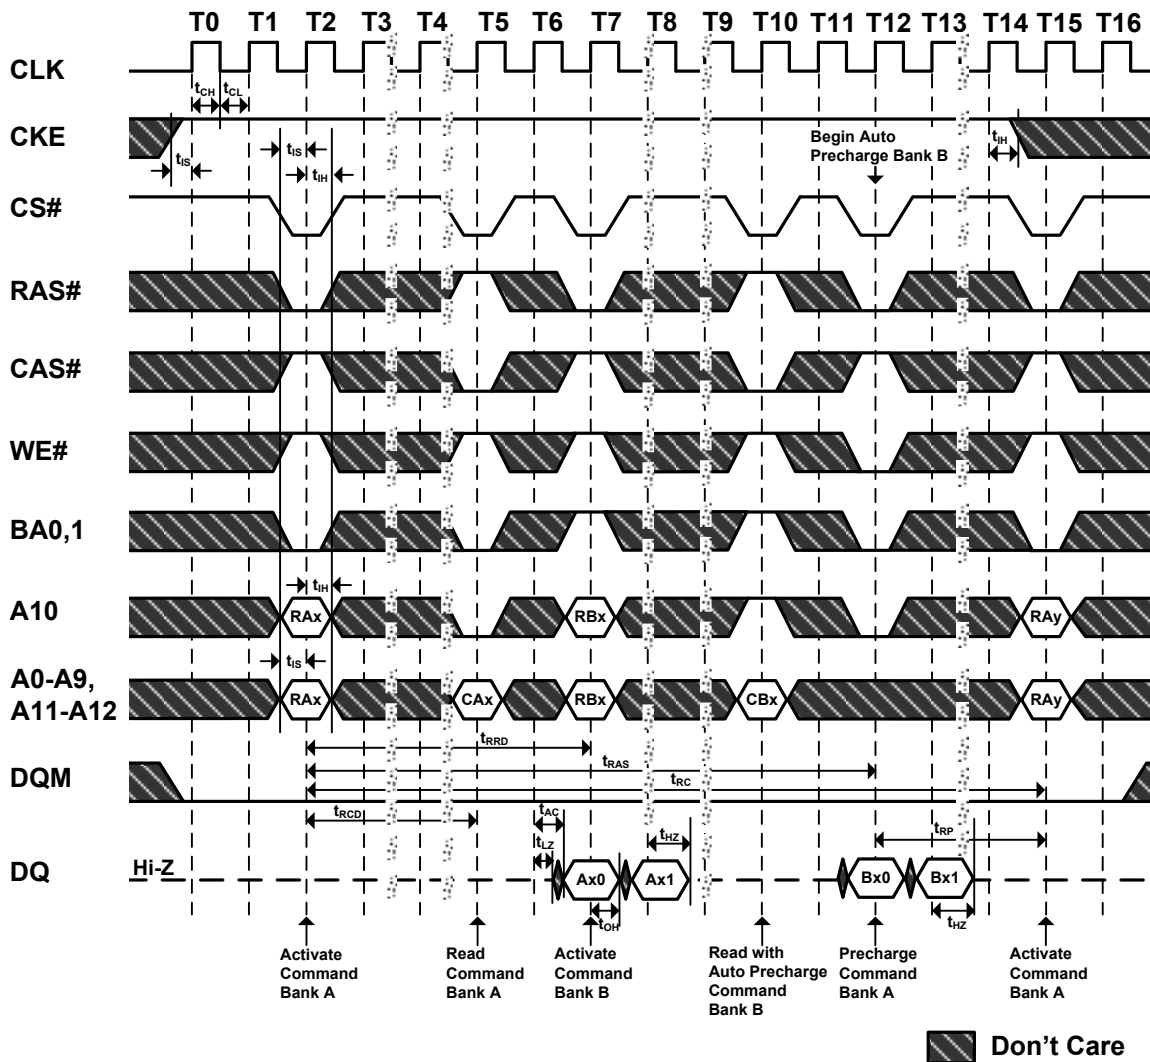 T0 T1 T2 T3 T4 T5 T6 T7 T8 T9 T10 T11 T12 T13 T14 T15 T16
CLK
tCH tCL
CKE
tIS
tIS
tIH
Begin Auto
Precharge Bank B
tIH
CS#
RAS#
CAS#
WE#
BA0,1
tIH
A10
RAx RBx RAy
tIS
A0-A9,
A11-A12
RAx CAx RBx CBx RAy
tRRD
tRAS
DQM
tRC
tRCD
tAC
tHZ
tRP
tLZ
DQ
Hi-Z
Ax0 Ax1 Bx0 Bx1
tOH
tHZ
Activate
Command
Bank A
Read
Command
Bank A
Activate
Command
Bank B
Read with
Auto Precharge
Command
Bank B
Precharge
Command
Bank A
Activate
Command
Bank A
Don't Care